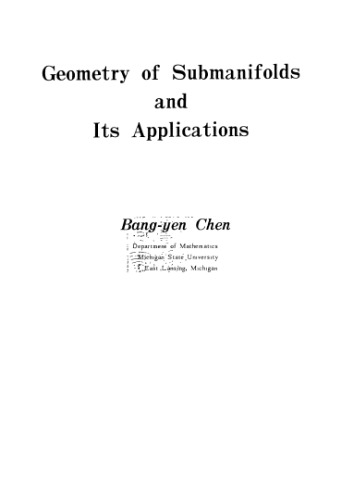 Geometry of Submanifolds
and
Its Applications
Bang-yen Chen
Department of Mathematics
Michigan State University
East Lansing, Michigan